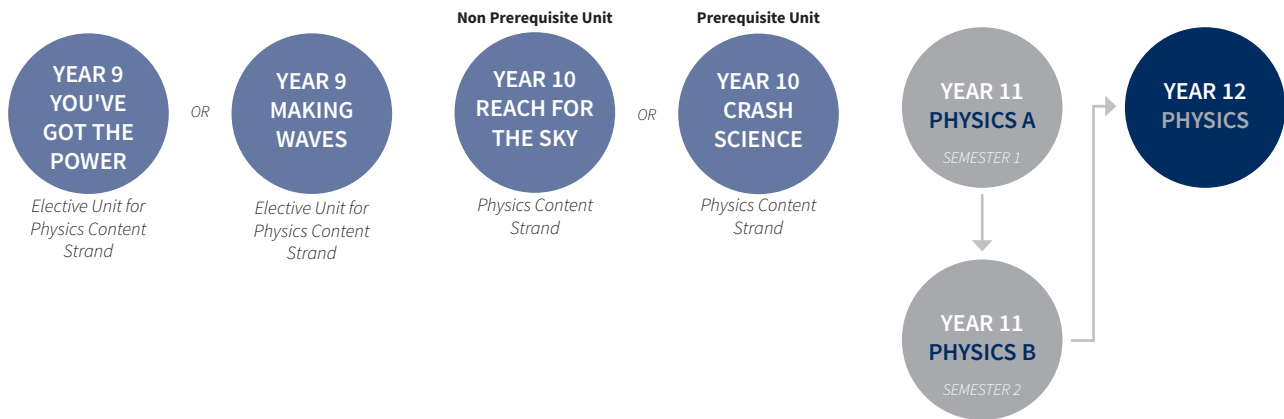 Non Prerequisite Unit
Prerequisite Unit
YEAR 9
YOU'VE
GOT THE
POWER
OR
YEAR 9
MAKING
WAVES
YEAR 10
REACH FOR
THE SKY
OR
YEAR 10
CRASH
SCIENCE
YEAR 11
PHYSICS A
SEMESTER 1
YEAR 12
PHYSICS
Elective Unit for
Physics Content
Strand
Elective Unit for
Physics Content
Strand
Physics Content
Strand
Physics Content
Strand
YEAR 11
PHYSICS B
SEMESTER 2